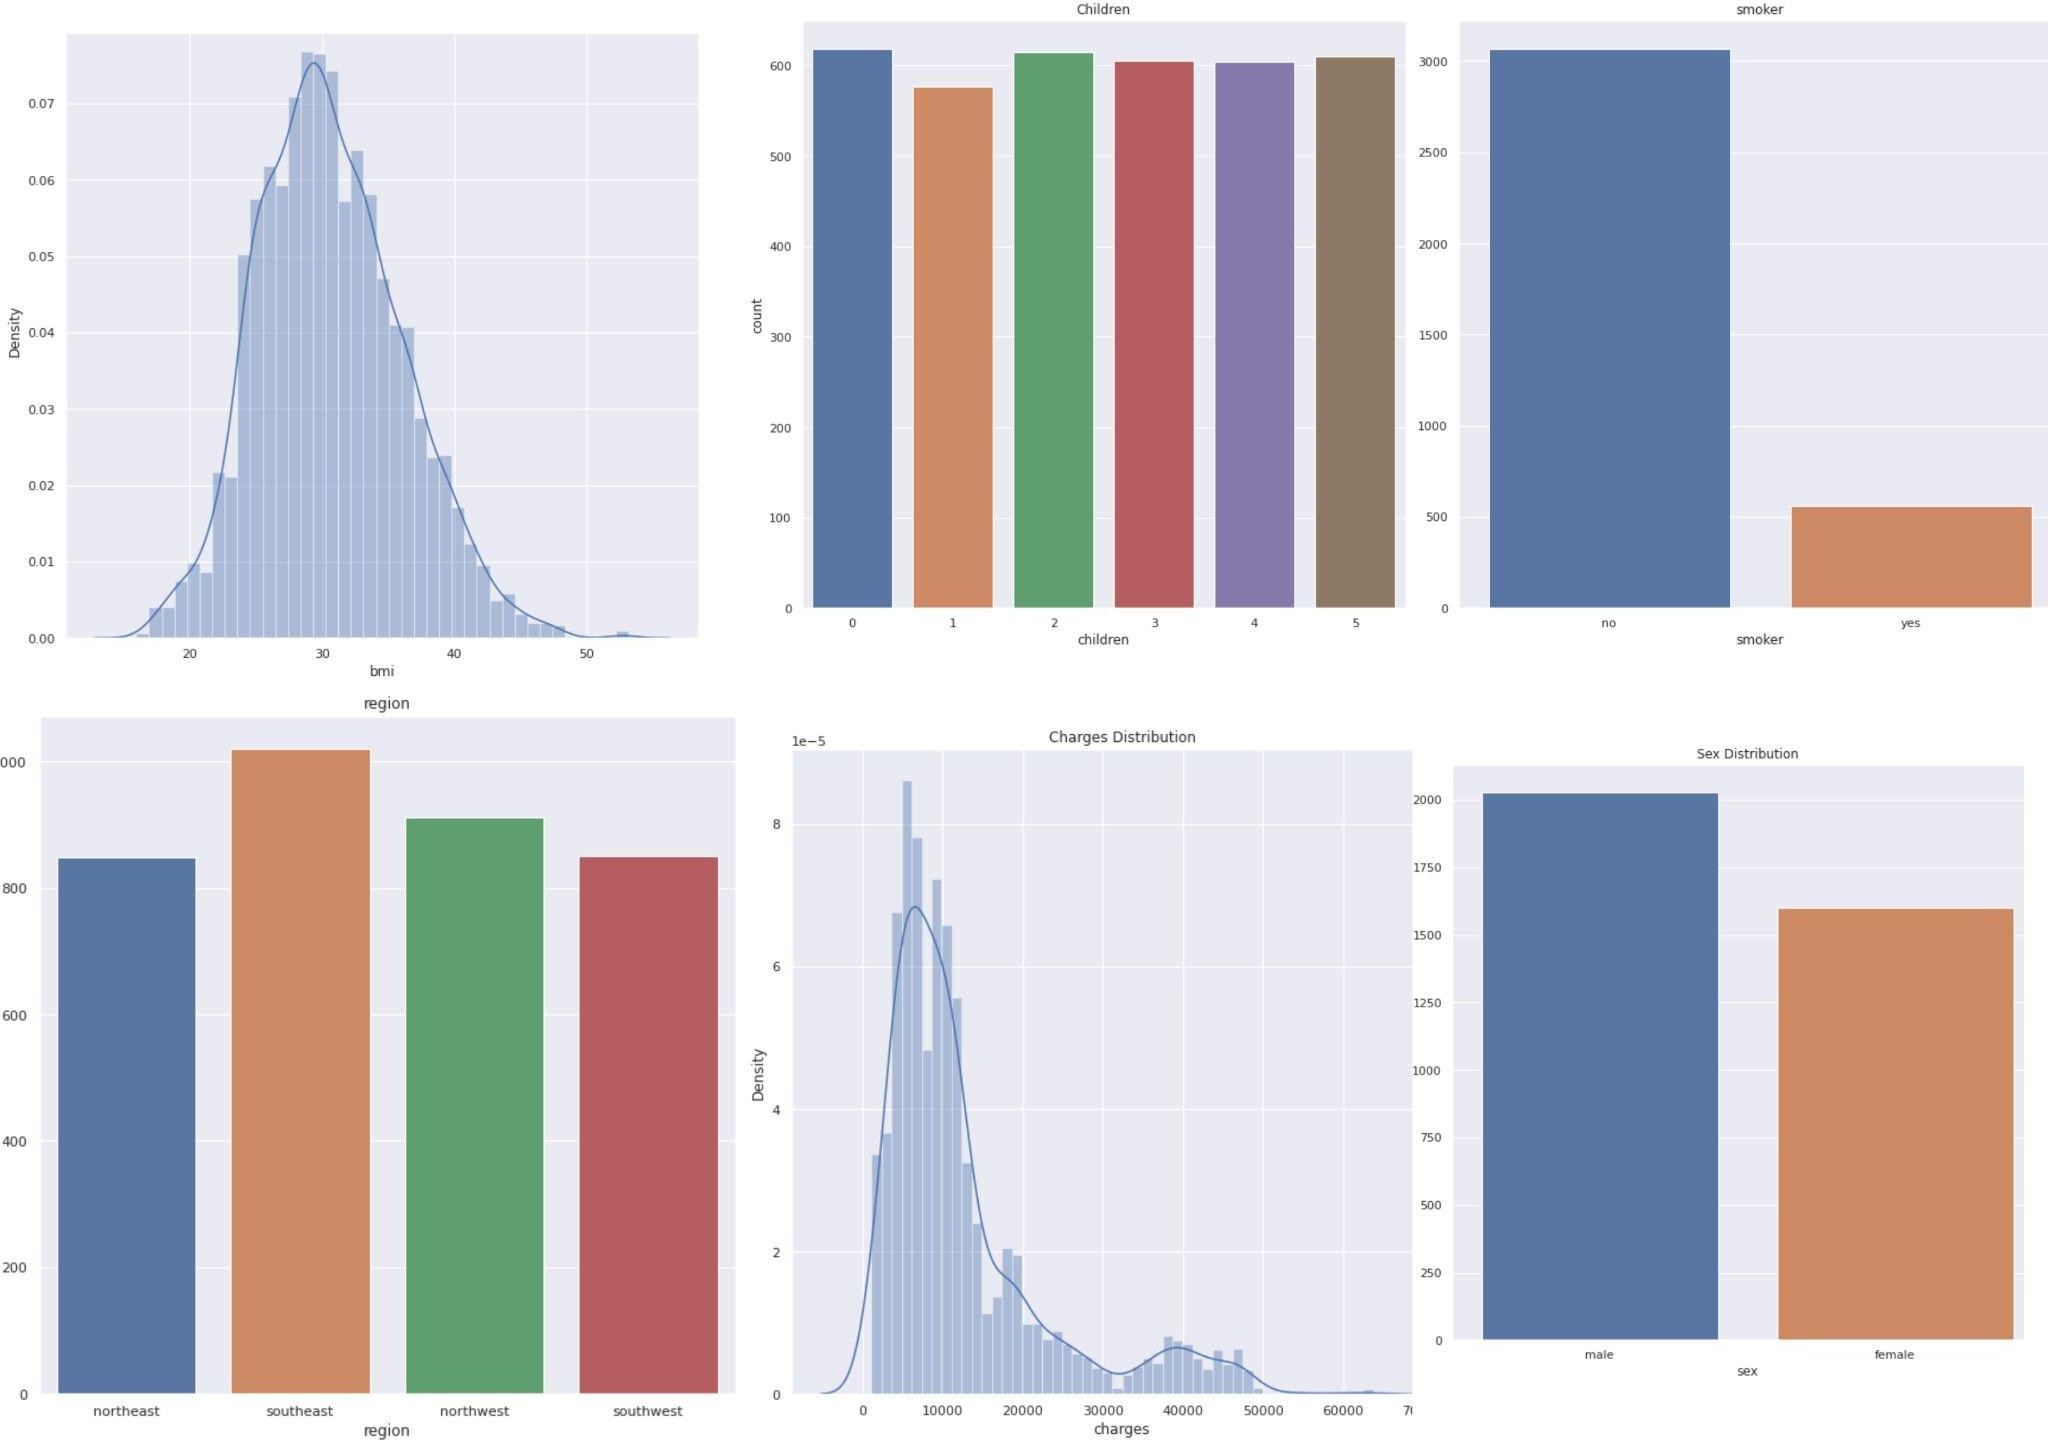 Children
smoker
0.07
0.06
0.05
0.04
0.03
0.02
0.01
0.00
Density
20 30 40 50
bmi
600
500
400
300
200
100
0
count
0 1 2 3 4 5
children
3000
2500
2000
1500
1000
500
0
no yes
smoker
region
000
800
600
400
200
0
northeast southeast northwest southwest
region
Charges Distribution
1e−5
8
6
4
2
0
Density
0 10000 20000 30000 40000 50000 60000
charges
Sex Distribution
2000
1750
1500
1250
1000
750
500
250
0
male female
sex